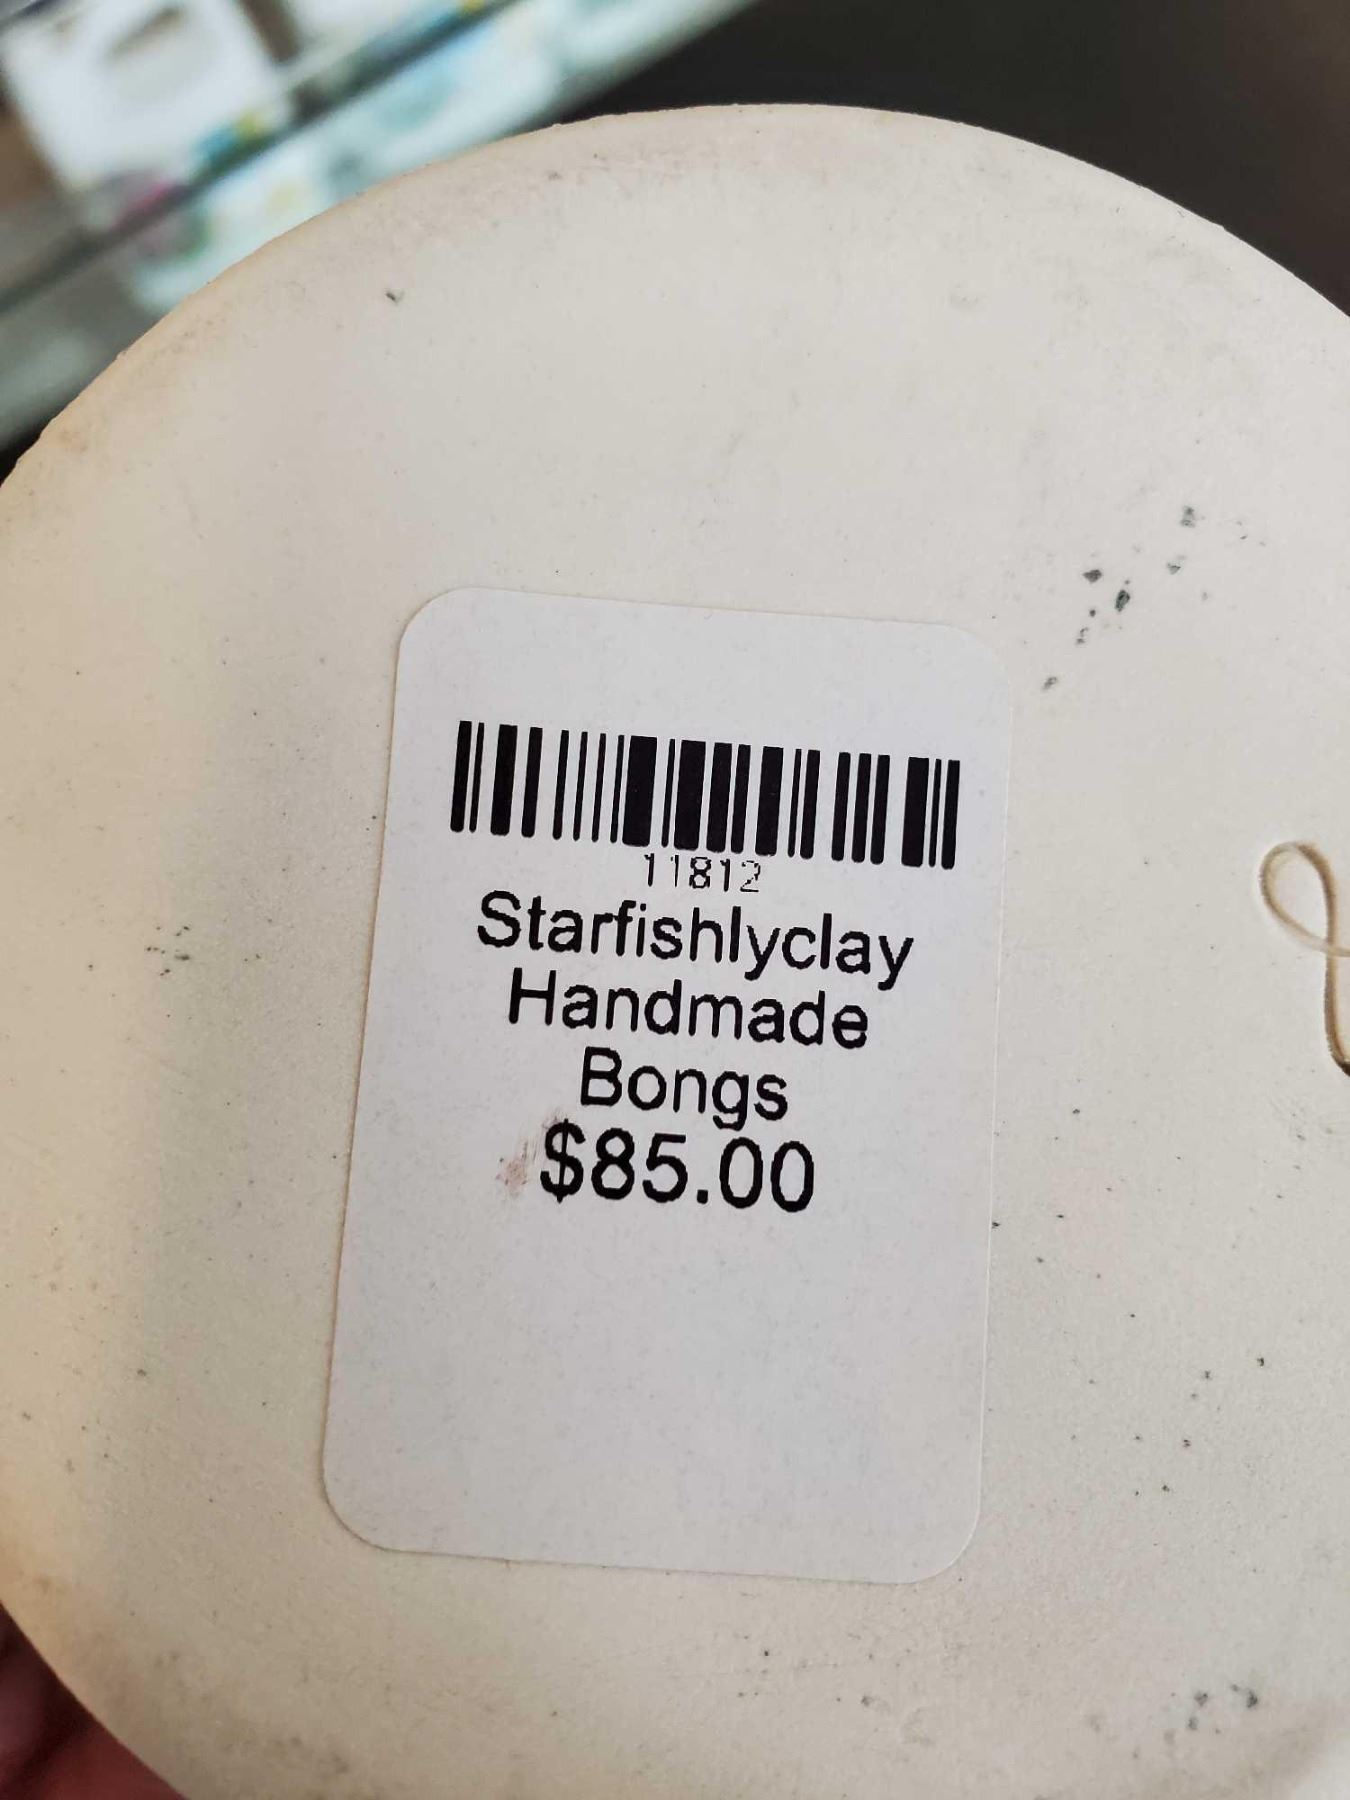 11812
Starfishlyclay
Handmade
Bongs
$85.00